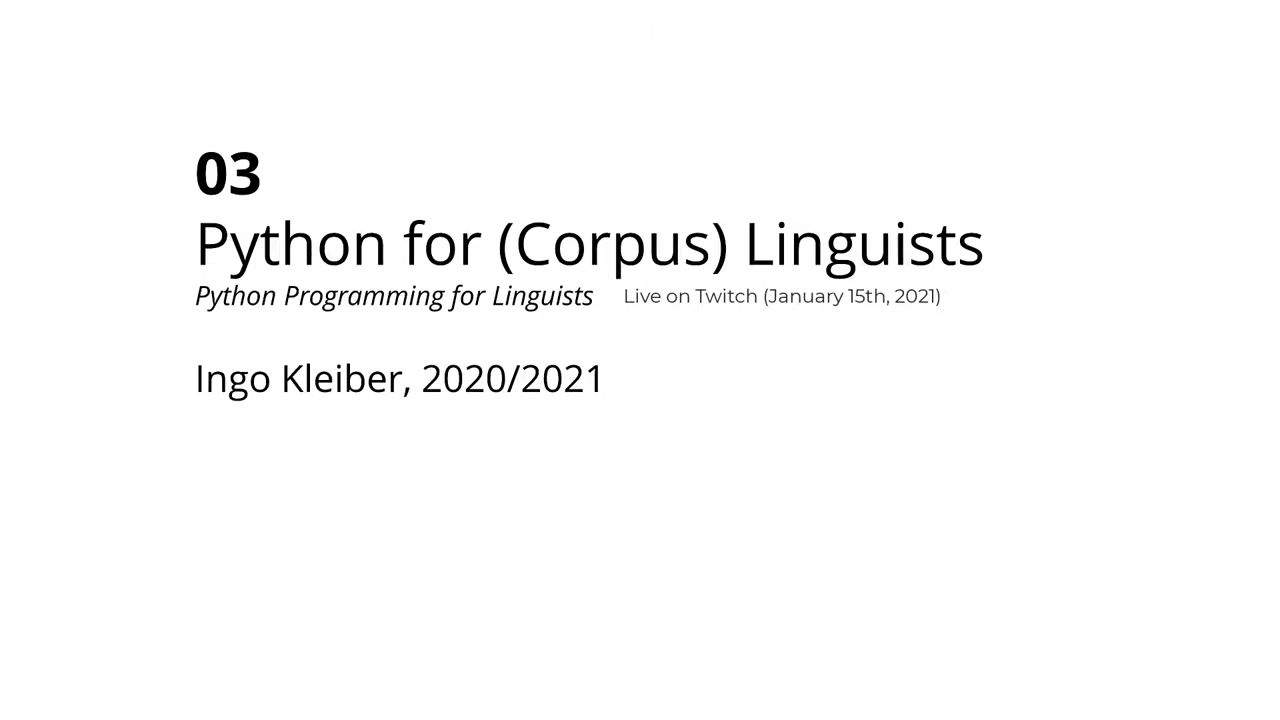 03
Python for (Corpus) Linguists
Python Programming for Linguists Live on Twitch (January 15th, 2021)
Ingo Kleiber, 2020/2021